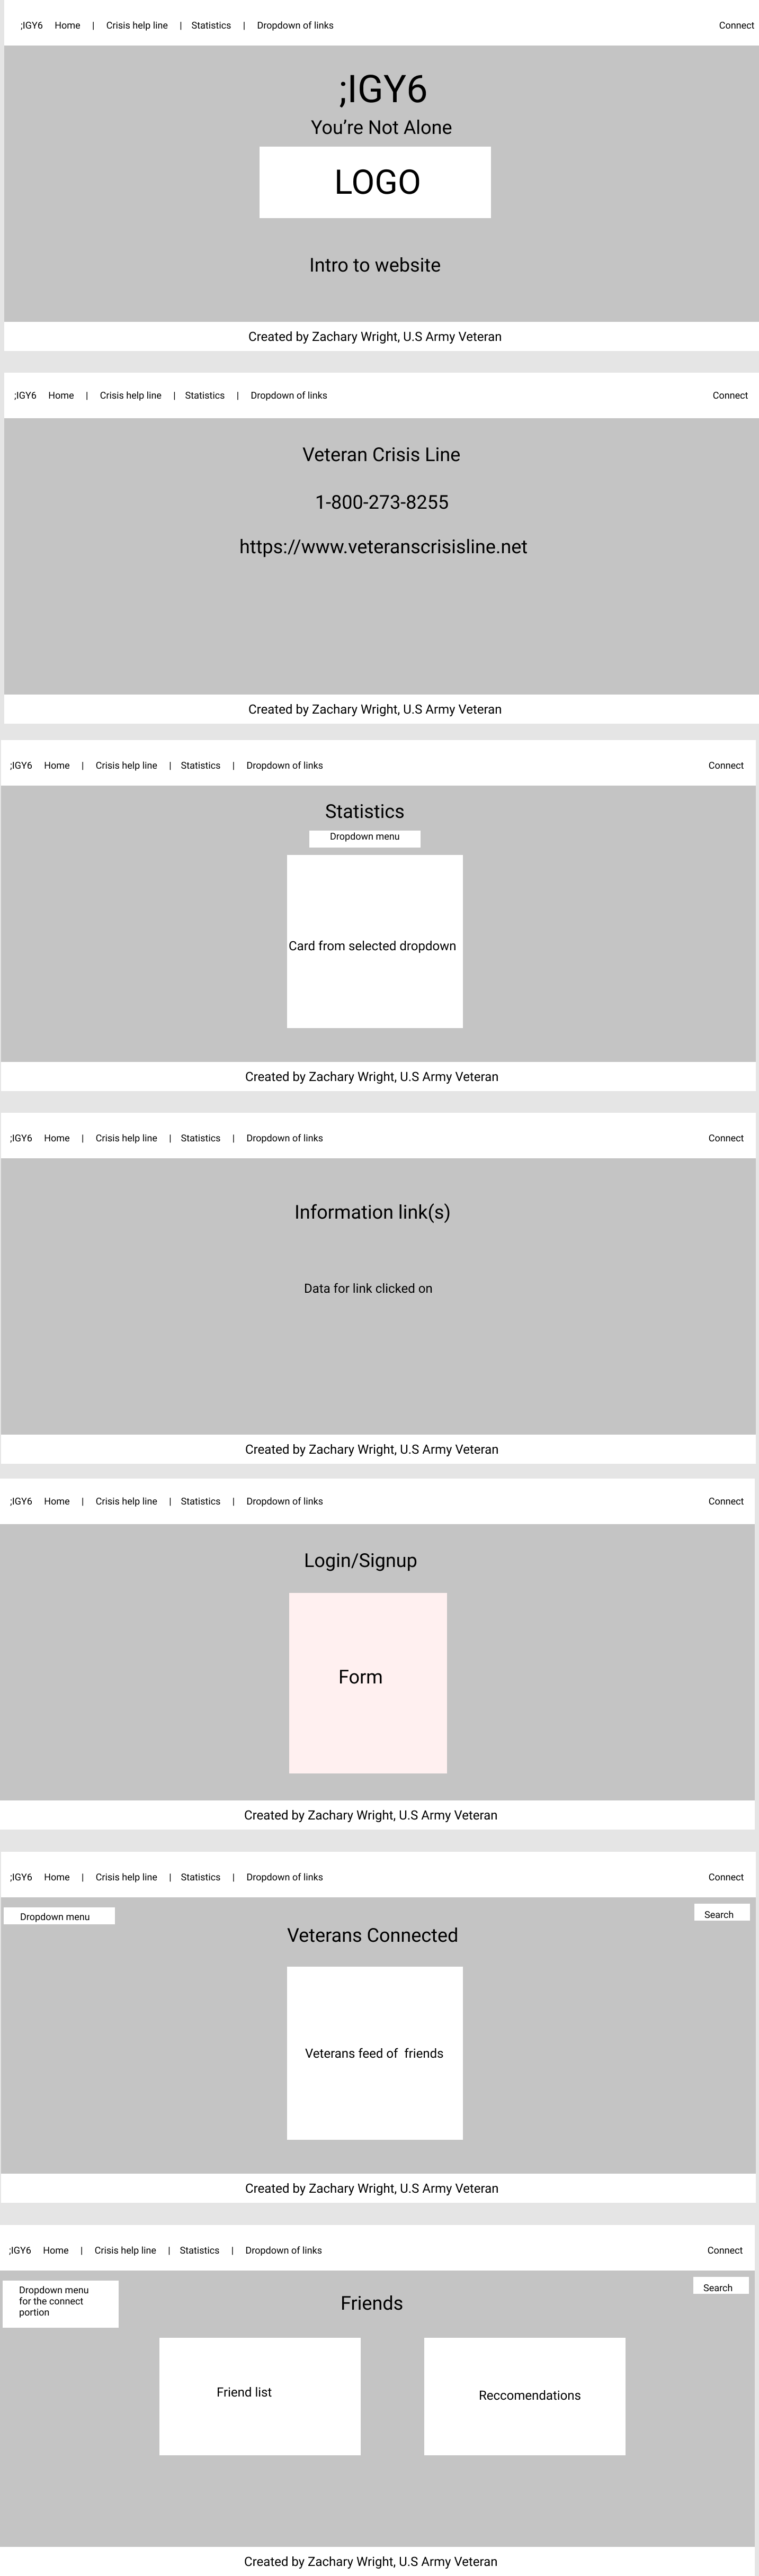 ;IGY6 Home | Crisis help line | Statistics | Dropdown of links Connect
;IGY6
You're Not Alone
LOGO
Intro to website
Created by Zachary Wright, U.S Army Veteran
;IGY6 Home | Crisis help line | Statistics | Dropdown of links Connect
Veteran Crisis Line
1-800-273-8255
https://www.veteranscrisisline.net
Created by Zachary Wright, U.S Army Veteran
;IGY6 Home | Crisis help line | Statistics | Dropdown of links Connect
Statistics
Dropdown menu
Card from selected dropdown
Created by Zachary Wright, U.S Army Veteran
;IGY6 Home | Crisis help line | Statistics | Dropdown of links Connect
Information link(s)
Data for link clicked on
Created by Zachary Wright, U.S Army Veteran
;IGY6 Home | Crisis help line | Statistics | Dropdown of links Connect
Login/Signup
Form
Created by Zachary Wright, U.S Army Veteran
;IGY6 Home | Crisis help line | Statistics | Dropdown of links Connect
Dropdown menu
Search
Veterans Connected
Veterans feed of friends
Created by Zachary Wright, U.S Army Veteran
;IGY6 Home | Crisis help line | Statistics | Dropdown of links Connect
Dropdown menu
for the connect
portion
Search
Friends
Friend list
Reccomendations
Created by Zachary Wright, U.S Army Veteran